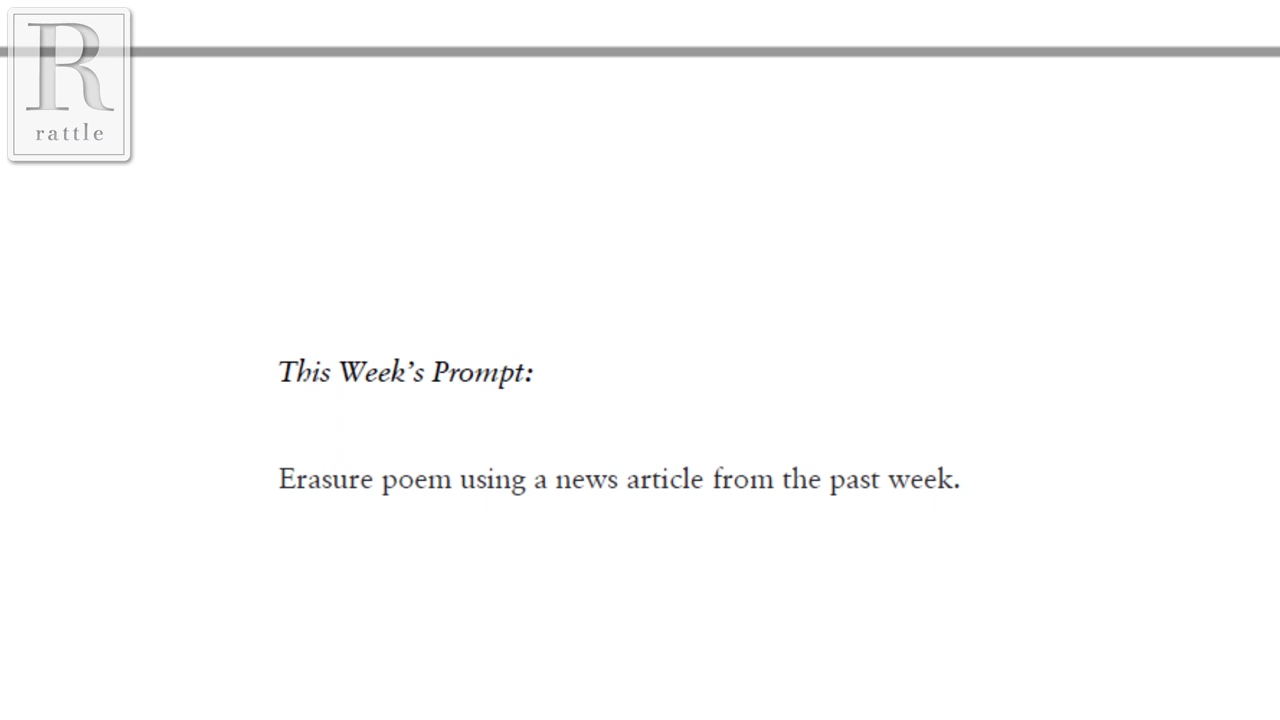 R
rattle
This Week's Prompt:
Erasure poem using a news article from the past week.